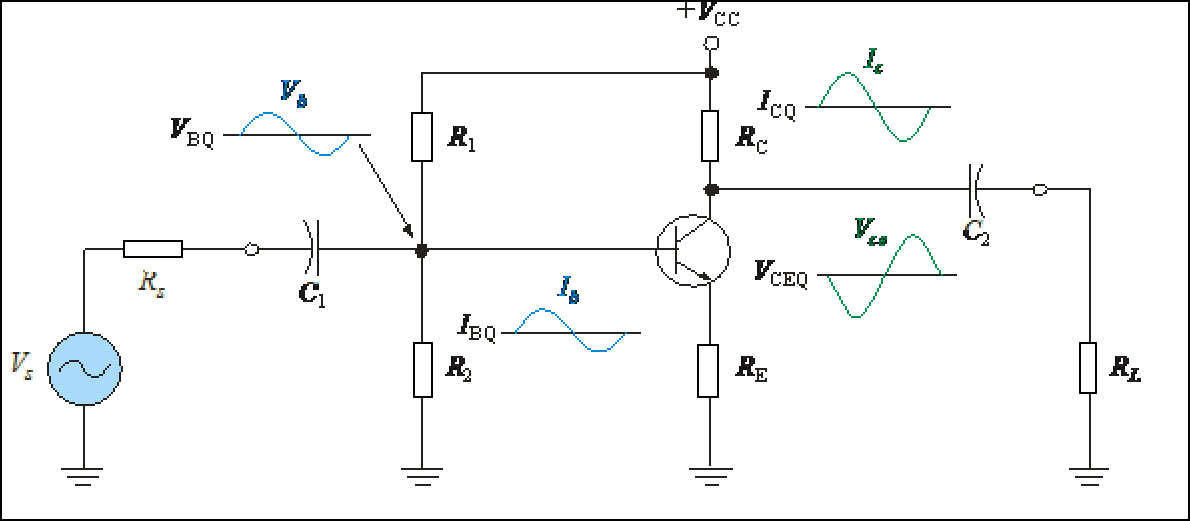 +VCC
Ic
ICQ
Vb
VBQ
R1
RC
C2
Vce
VCEQ
Rs
C1
Ib
IBQ
Vs
R2
RE
RL